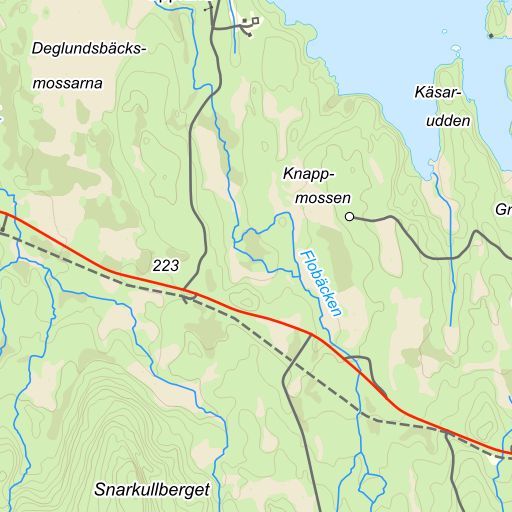 Deglundsbäcks-
mossarna
Käsar-
udden
Knapp-
mossen
Gr
223
Flobäcken
Snarkullberget